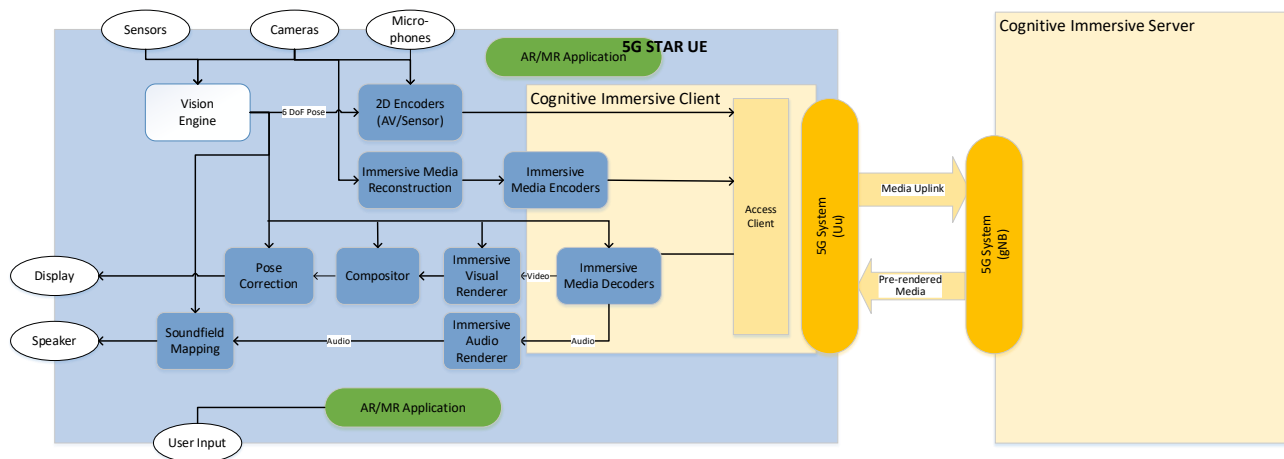 Sensors
Cameras
Micro-
phones
5G STAR UE
AR/MR Application
Cognitive Immersive Server
Vision
Engine
6 DoF Pose
2D Encoders
(AV/Sensor)
Cognitive Immersive Client
Immersive Media
Reconstruction
Immersive
Media Encoders
Access
Client
5G System
(Uu)
Media Uplink
5G System
(gNB)
Pre-rendered
Media
Display
Pose
Correction
Compositor
Immersive
Visual
Renderer
Video
Immersive
Media Decoders
Speaker
Soundfield
Mapping
Audio
Immersive
Audio
Renderer
Audio
AR/MR Application
User Input